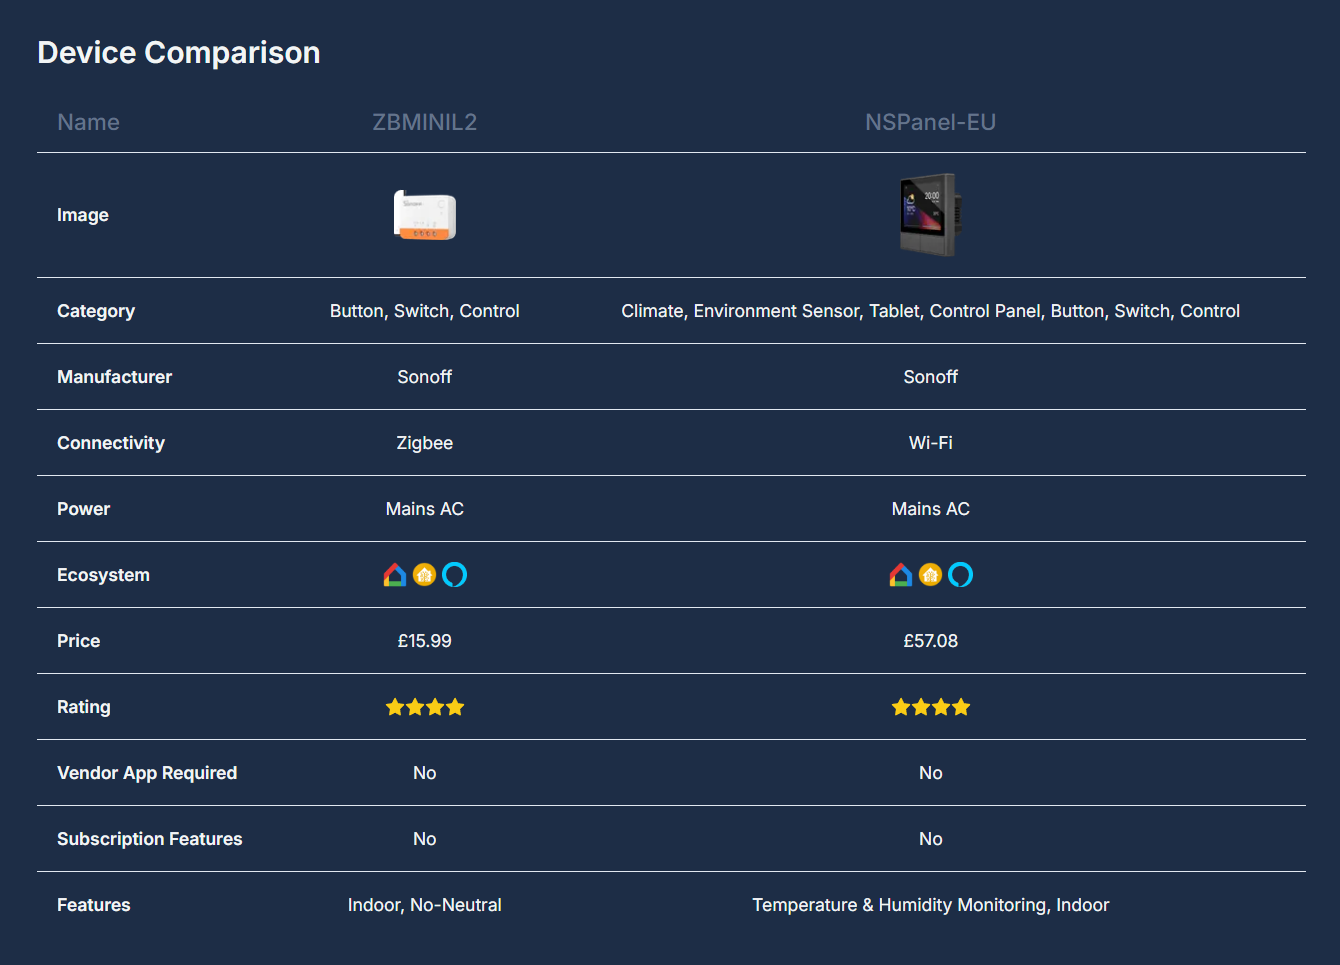 Device Comparison
Name ZBMINIL2 NSPanel-EU
Image
20:00
Category Button, Switch, Control Climate, Environment Sensor, Tablet, Control Panel, Button, Switch, Control
Manufacturer Sonoff Sonoff
Connectivity Zigbee Wi-Fi
Power Mains AC Mains AC
Ecosystem
Price £15.99 £57.08
Rating
Vendor App Required No No
Subscription Features No No
Features Indoor, No-Neutral Temperature & Humidity Monitoring, Indoor